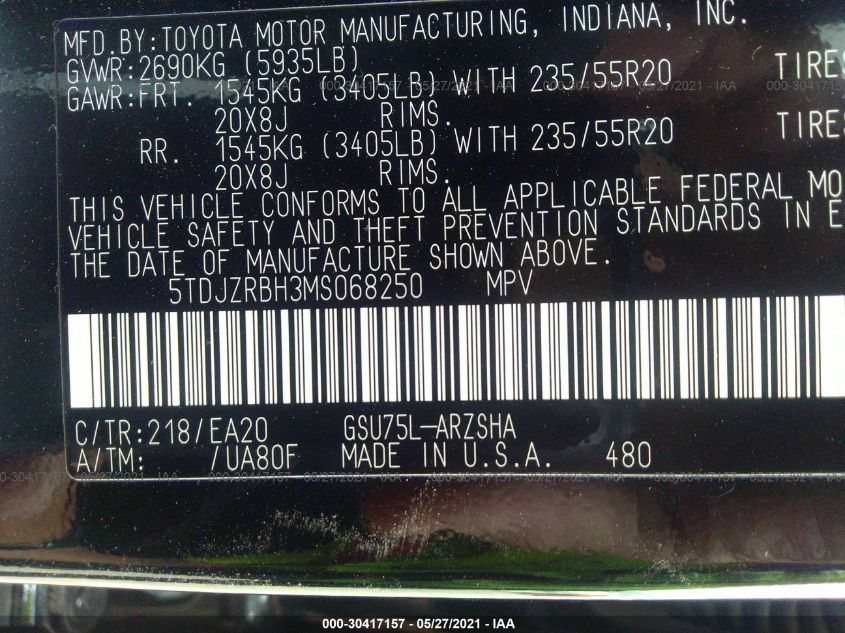 MFD.BY:TOYOTA MOTOR MANUFACTURING, INDIANA, INC.
GVWR:2690KG (5935LB)
GAWR:FRT. 1545KG (3405LB) WITH 235/55R20 TIRES
20X8J RIMS.
RR. 1545KG (3405LB) WITH 235/55R20 TIRES
20X8J RIMS.
THIS VEHICLE CONFORMS TO ALL APPLICABLE FEDERAL MO
VEHICLE SAFETY AND THEFT PREVENTION STANDARDS IN E
THE DATE OF MANUFACTURE SHOWN ABOVE.
5TDJZRBH3MS068250 MPV
C/TR:218/EA20 GSU75L-ARZSHA
A/TM: /UA80F MADE IN U.S.A. 480
000-30417157 - 05/27/2021 - IAA